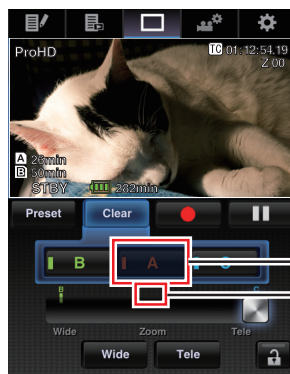 ProHD
TC 01:12:54.19
Z 00
A 26min
B 50min
STBY 282min
Preset Clear
B A C
B C
Wide Zoom Tele
Wide Tele